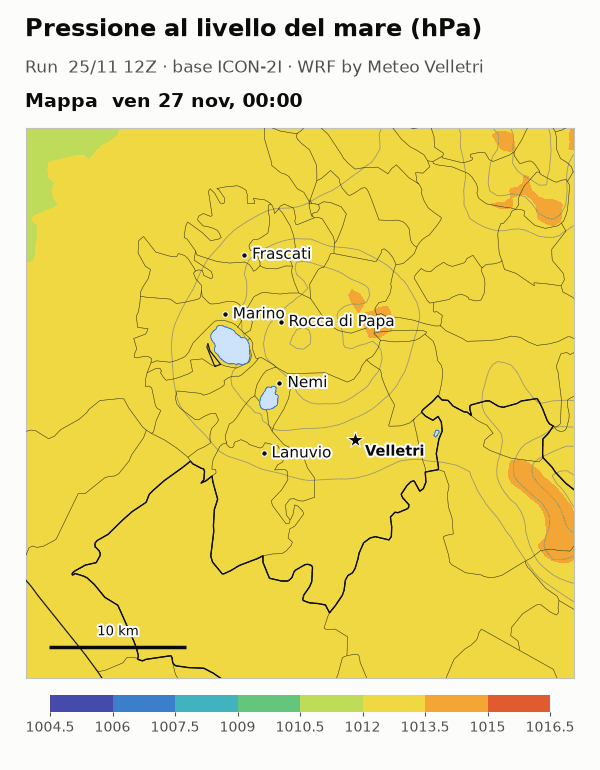 Pressione al livello del mare (hPa)
Run 25/11 12Z · base ICON-2I · WRF by Meteo Velletri
Mappa ven 27 nov, 00:00
Frascati
Marino
Rocca di Papa
Nemi
Velletri
Lanuvio
10 km
1004.5 1006 1007.5 1009 1010.5 1012 1013.5 1015 1016.5